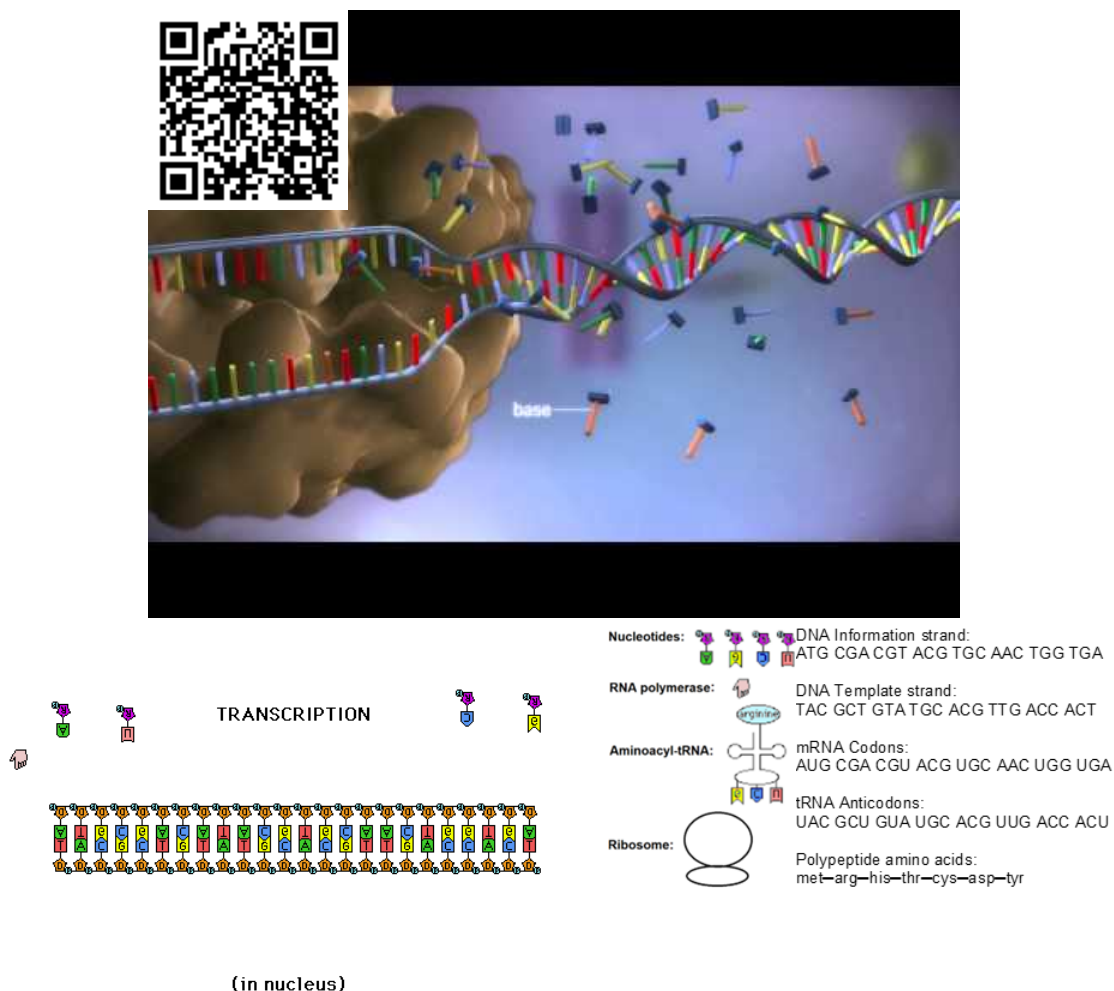 base
Nucleotides:
A G C U
RNA polymerase:
arginine
Aminoacyl-tRNA:
G C U
Ribosome:
DNA Information strand:
ATG CGA CGT ACG TGC AAC TGG TGA
DNA Template strand:
TAC GCT GTA TGC ACG TTG ACC ACT
mRNA Codons:
AUG CGA CGU ACG UGC AAC UGG UGA
tRNA Anticodons:
UAC GCU GUA UGC ACG UUG ACC ACU
Polypeptide amino acids:
met—arg—his—thr—cys—asp—tyr
TRANSCRIPTION
A U C G
A T G C G A C A T A C G T G C A A C T G G T G A
T A C G C T G T A T G C A C G T T G A C C A C T
(in nucleus)